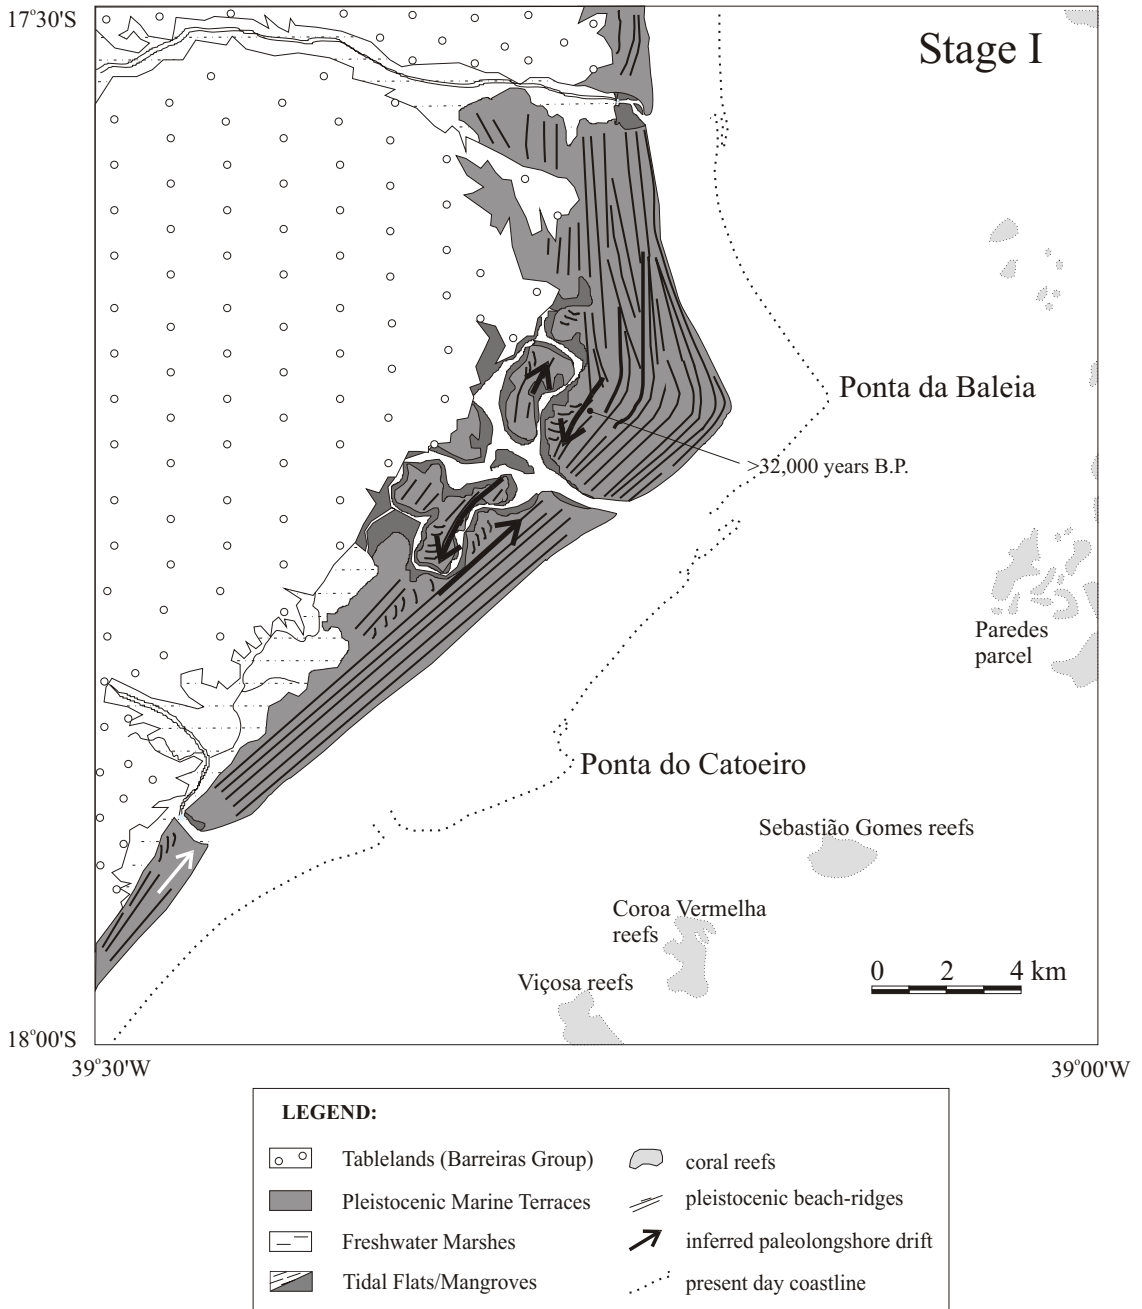 17°30'S
Stage I
Ponta da Baleia
>32,000 years B.P.
Paredes
parcel
Ponta do Catoeiro
Sebastião Gomes reefs
Coroa Vermelha
reefs
Viçosa reefs
0 2 4 km
18°00'S
39°30'W
39°00'W
LEGEND:
Tablelands (Barreiras Group)
coral reefs
Pleistocenic Marine Terraces
pleistocenic beach-ridges
Freshwater Marshes
inferred paleolongshore drift
Tidal Flats/Mangroves
present day coastline